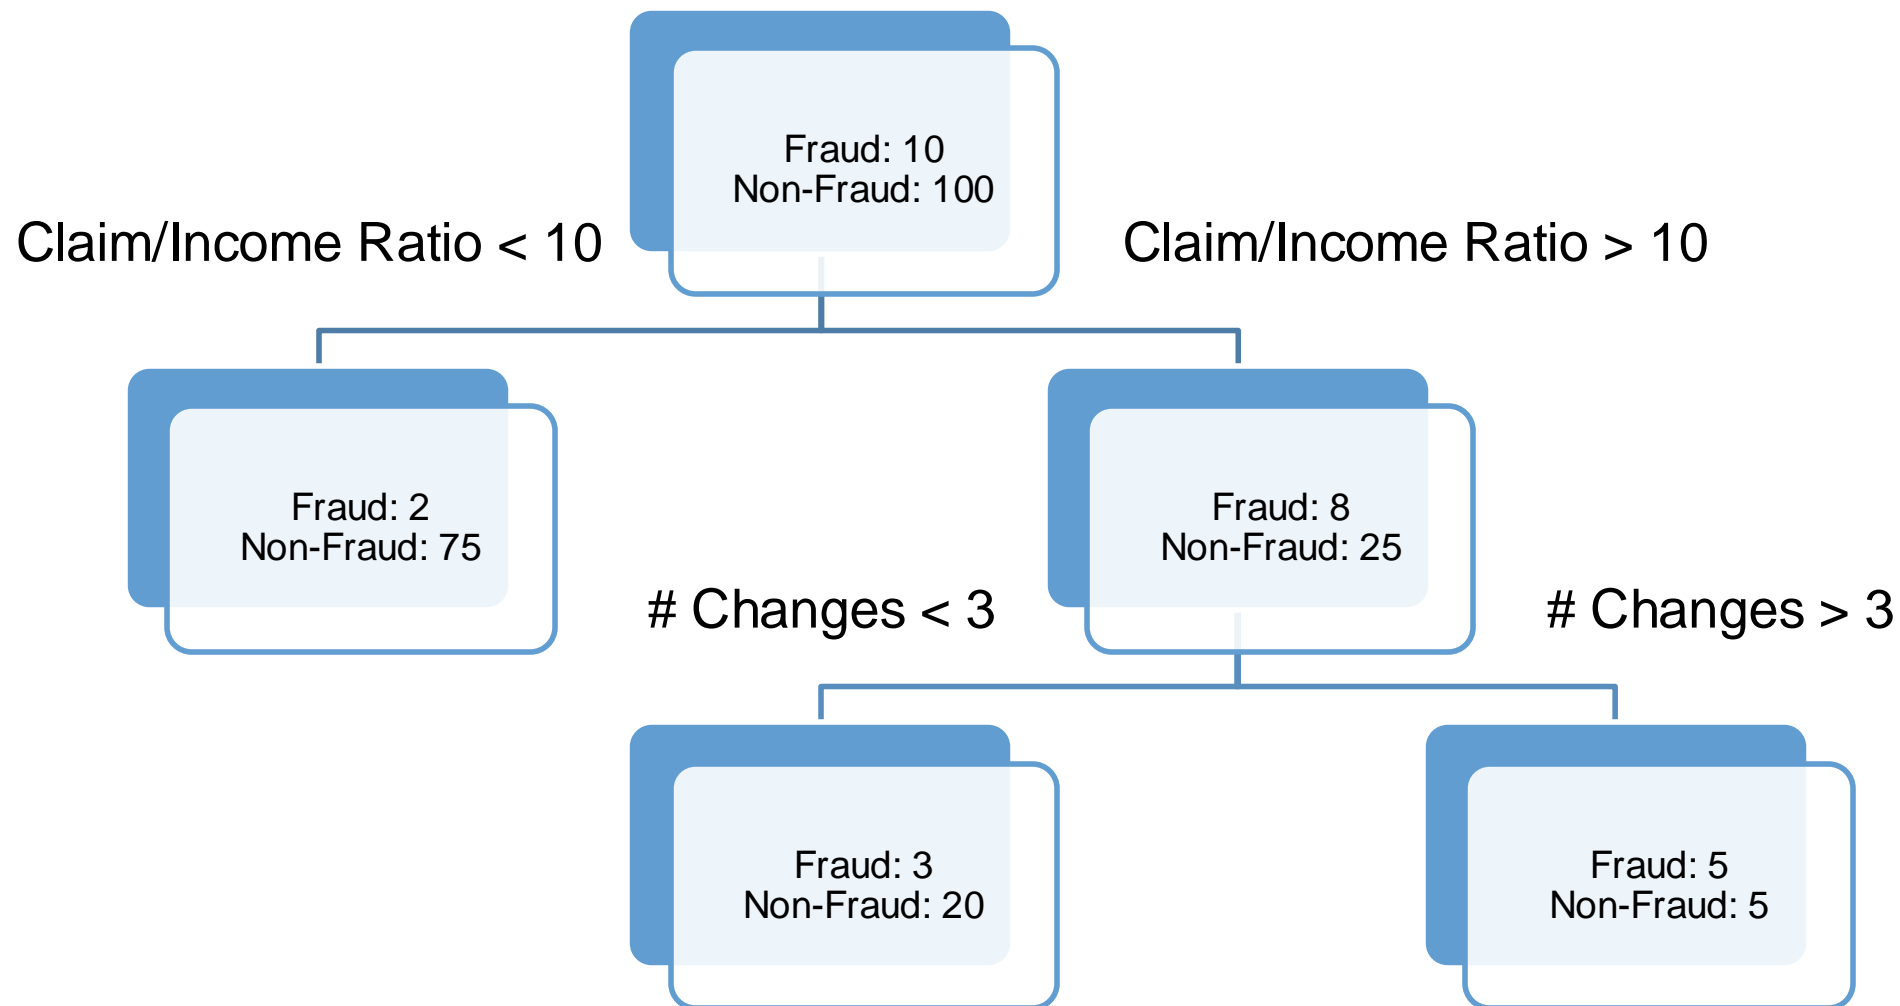 Fraud: 10
Non-Fraud: 100
Claim/Income Ratio < 10
Claim/Income Ratio > 10
Fraud: 2
Non-Fraud: 75
Fraud: 8
Non-Fraud: 25
# Changes < 3
# Changes > 3
Fraud: 3
Non-Fraud: 20
Fraud: 5
Non-Fraud: 5